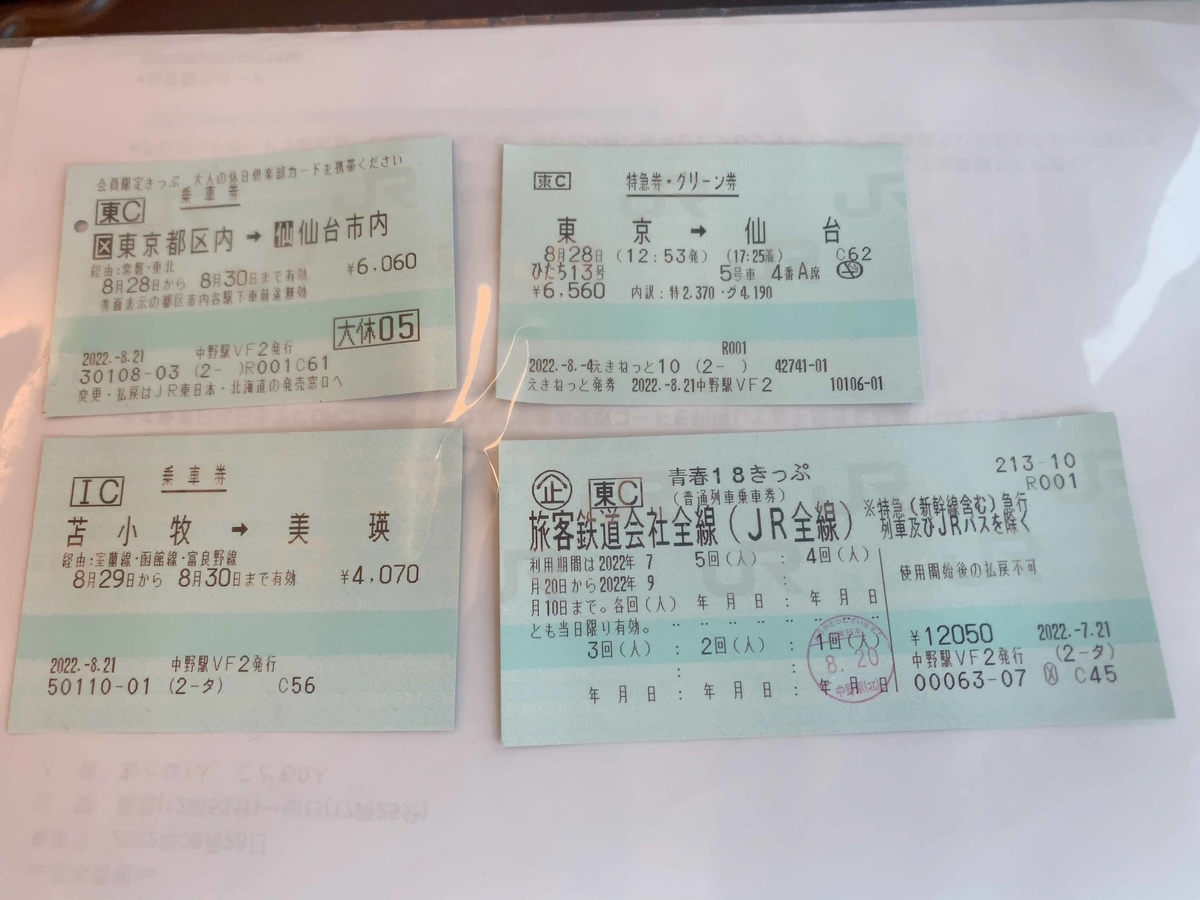 会員限定きっぷ 大人の休日倶楽部カードを携帯ください
乗車券
東C
区東京都区内 → 仙仙台市内
経由:常磐・東北
8月28日から 8月30日まで有効 ¥6,060
券面表示の都区市内各駅下車前途無効
大休05
2022.-8.21 中野駅VF2発行
30108-03 (2- )R001C61
変更・払戻はJR東日本・北海道の発売窓口へ
東C 特急券・グリーン券
東京 → 仙台
8月28日 (12:53発) (17:25着) C62
ひたち13号 5号車 4番A席
¥6,560 内訳:特2,370・グ4,190
R001
2022.-8.-4えきねっと10 (2- ) 42741-01
えきねっと発券 2022.-8.21中野駅VF2 10106-01
IC 乗車券
苫小牧 → 美瑛
経由:室蘭線・函館線・富良野線
8月29日から 8月30日まで有効 ¥4,070
2022.-8.21 中野駅VF2発行
50110-01 (2-タ) C56
企 東C 青春18きっぷ 213-10
(普通列車乗車券) R001
旅客鉄道会社全線(JR全線) ※特急(新幹線含む)急行
列車及びJRバスを除く
利用期間は2022年 7
月20日から2022年 9
月10日まで。各回(人)
とも当日限り有効。
5回(人) : 4回(人)
年 月 日 : 年 月 日
3回(人) : 2回(人) : 1回(人)
年 月 日 : 年 月 日 : 年 月 日
8.20
中野駅
使用開始後の払戻不可
¥12050 2022.-7.21
中野駅VF2発行 (2-タ)
00063-07 C45